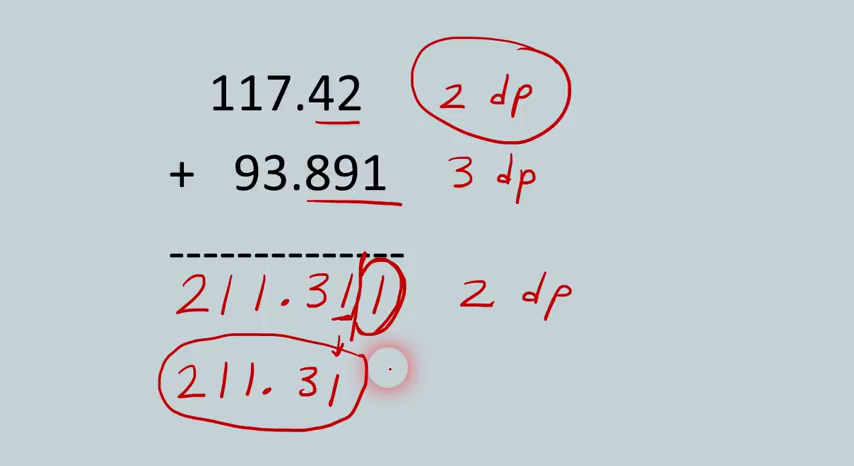 117.42 2 dp
+ 93.891 3 dp
---------------
211.311 2 dp
211.31